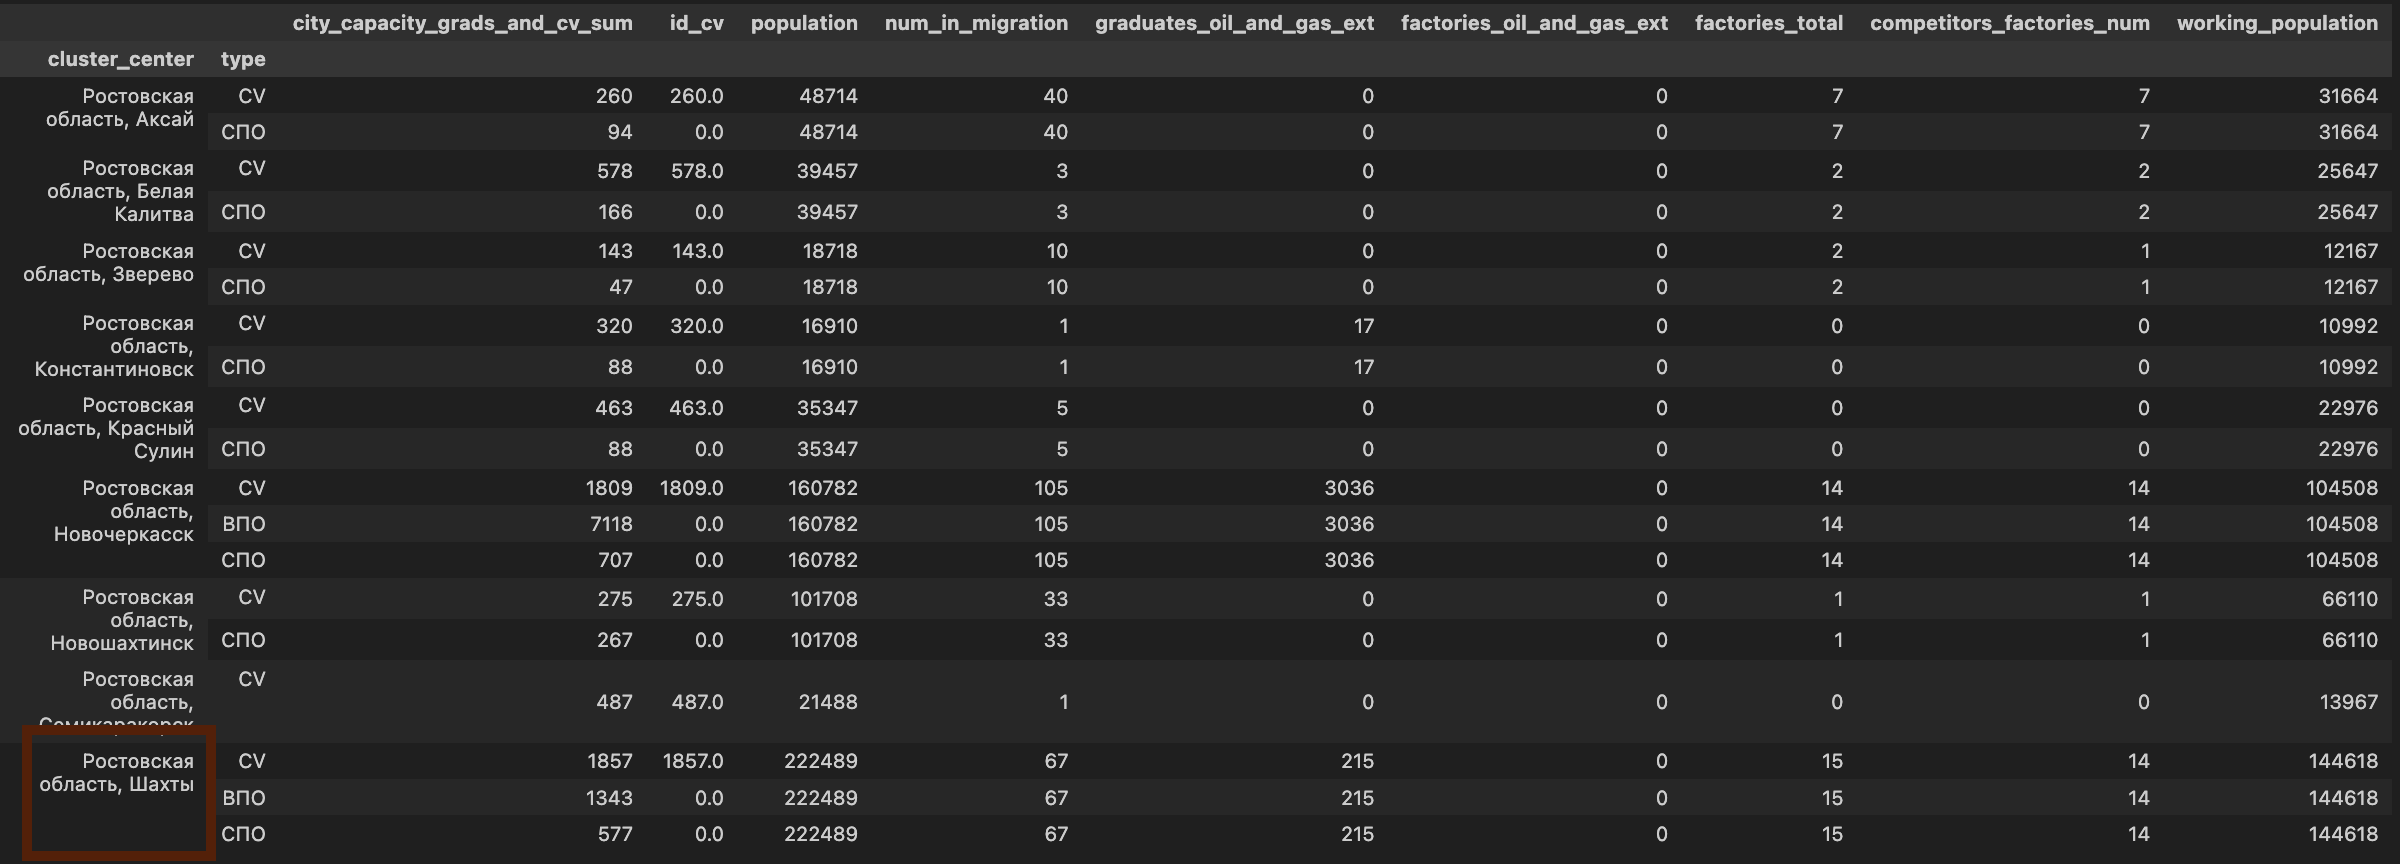 city_capacity_grads_and_cv_sum id_cv population num_in_migration graduates_oil_and_gas_ext factories_oil_and_gas_ext factories_total competitors_factories_num working_population
cluster_center type
Ростовская CV 260 260.0 48714 40 0 0 7 7 31664
область, Аксай
СПО 94 0.0 48714 40 0 0 7 7 31664
Ростовская CV 578 578.0 39457 3 0 0 2 2 25647
область, Белая
Калитва СПО 166 0.0 39457 3 0 0 2 2 25647
Ростовская CV 143 143.0 18718 10 0 0 2 1 12167
область, Зверево
СПО 47 0.0 18718 10 0 0 2 1 12167
Ростовская CV 320 320.0 16910 1 17 0 0 0 10992
область,
Константиновск СПО 88 0.0 16910 1 17 0 0 0 10992
Ростовская CV 463 463.0 35347 5 0 0 0 0 22976
область, Красный
Сулин СПО 88 0.0 35347 5 0 0 0 0 22976
Ростовская CV 1809 1809.0 160782 105 3036 0 14 14 104508
область,
Новочеркасск ВПО 7118 0.0 160782 105 3036 0 14 14 104508
СПО 707 0.0 160782 105 3036 0 14 14 104508
Ростовская CV 275 275.0 101708 33 0 0 1 1 66110
область,
Новошахтинск СПО 267 0.0 101708 33 0 0 1 1 66110
Ростовская CV
область, 487 487.0 21488 1 0 0 0 0 13967
Семикаракорск
Ростовская CV 1857 1857.0 222489 67 215 0 15 14 144618
область, Шахты
ВПО 1343 0.0 222489 67 215 0 15 14 144618
СПО 577 0.0 222489 67 215 0 15 14 144618